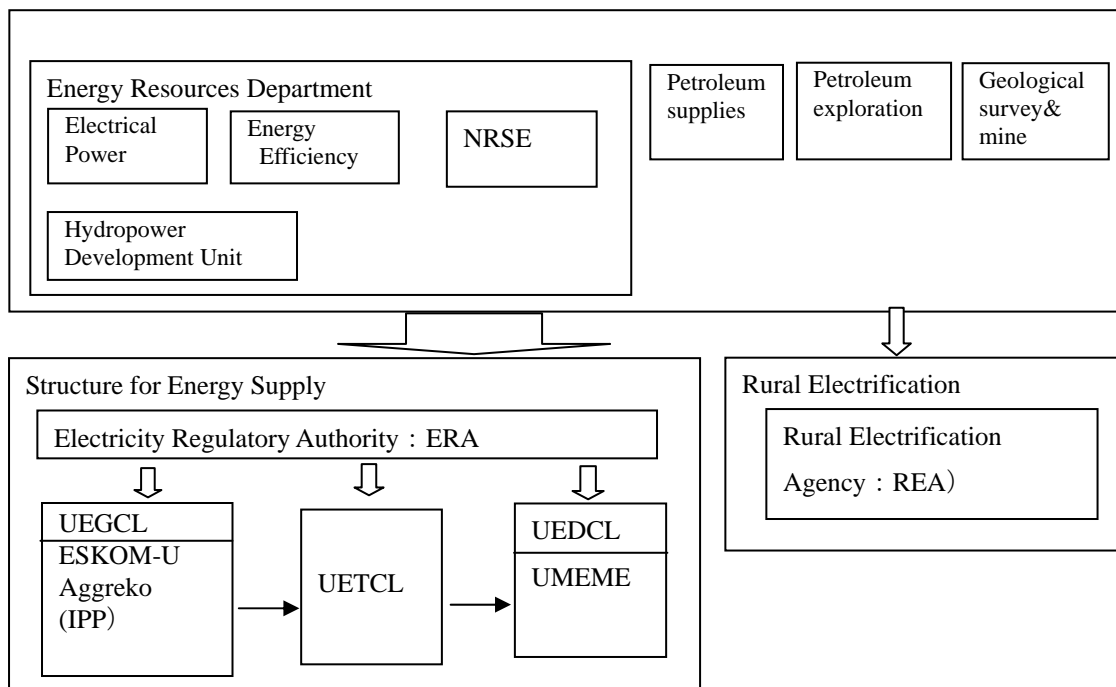 Energy Resources Department
Electrical
Power
Energy
Efficiency
NRSE
Hydropower
Development Unit
Petroleum
supplies
Petroleum
exploration
Geological
survey&
mine
Structure for Energy Supply
Electricity Regulatory Authority：ERA
UEGCL
ESKOM-U
Aggreko
(IPP）
UETCL
UEDCL
UMEME
Rural Electrification
Rural Electrification
Agency：REA）